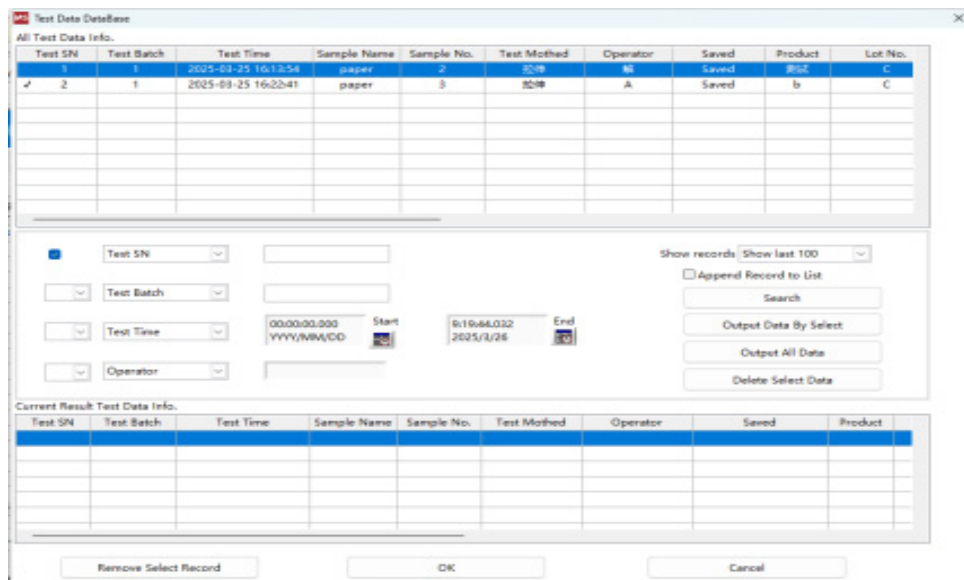 Test Data DataBase
All Test Data Info.
Test SN Test Batch Test Time Sample Name Sample No. Test Mothed Operator Saved Product Lot No.
1 1 2025-03-25 16:13:54 paper 2 拉伸 解 Saved 测试 C
2 1 2025-03-25 16:22:41 paper 3 拉伸 A Saved b C
Test SN Show records Show last 100
Append Record to List
Test Batch Search
Test Time 00:00:00.000 Start 9:19:44.032 End Output Data By Select
YYYY/MM/DD 2025/3/26
Output All Data
Operator Delete Select Data
Current Result Test Data Info.
Test SN Test Batch Test Time Sample Name Sample No. Test Mothed Operator Saved Product
Remove Select Record OK Cancel